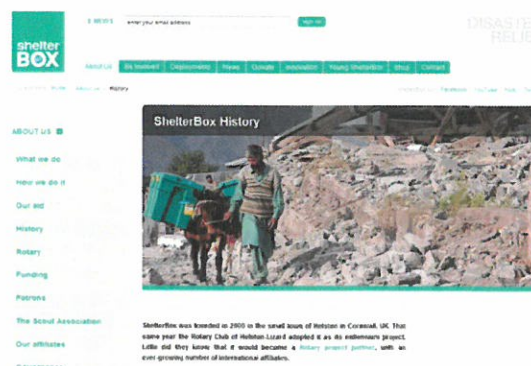 DISASTE
RELIE
E-NEWS enter your email address sign up
shelter
BOX
About Us Be Involved Deployments News Donate Innovation Young ShelterBox Shop Contact
Home About Us History Facebook YouTube
ShelterBox History
ABOUT US
What we do
How we do it
Our aid
History
Rotary
Funding
Patrons
The Scout Association
Our affiliates
ShelterBox was founded in 2000 in the small town of Helston in Cornwall, UK. That
same year the Rotary Club of Helston-Lizard adopted it as its millennium project.
Little did they know that it would become a Rotary project partner, with an
ever-growing number of international affiliates.